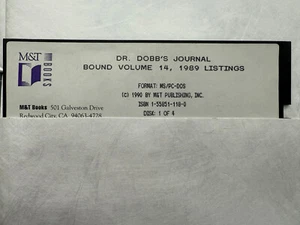 M&T BOOKS
DR. DOBB'S JOURNAL
BOUND VOLUME 14, 1989 LISTINGS
FORMAT: MS/PC-DOS
(C) 1990 BY M&T PUBLISHING, INC.
ISBN 1-55851-110-0
DISK: 1 OF 4
M&T Books 501 Galveston Drive
Redwood City, CA 94063-4728